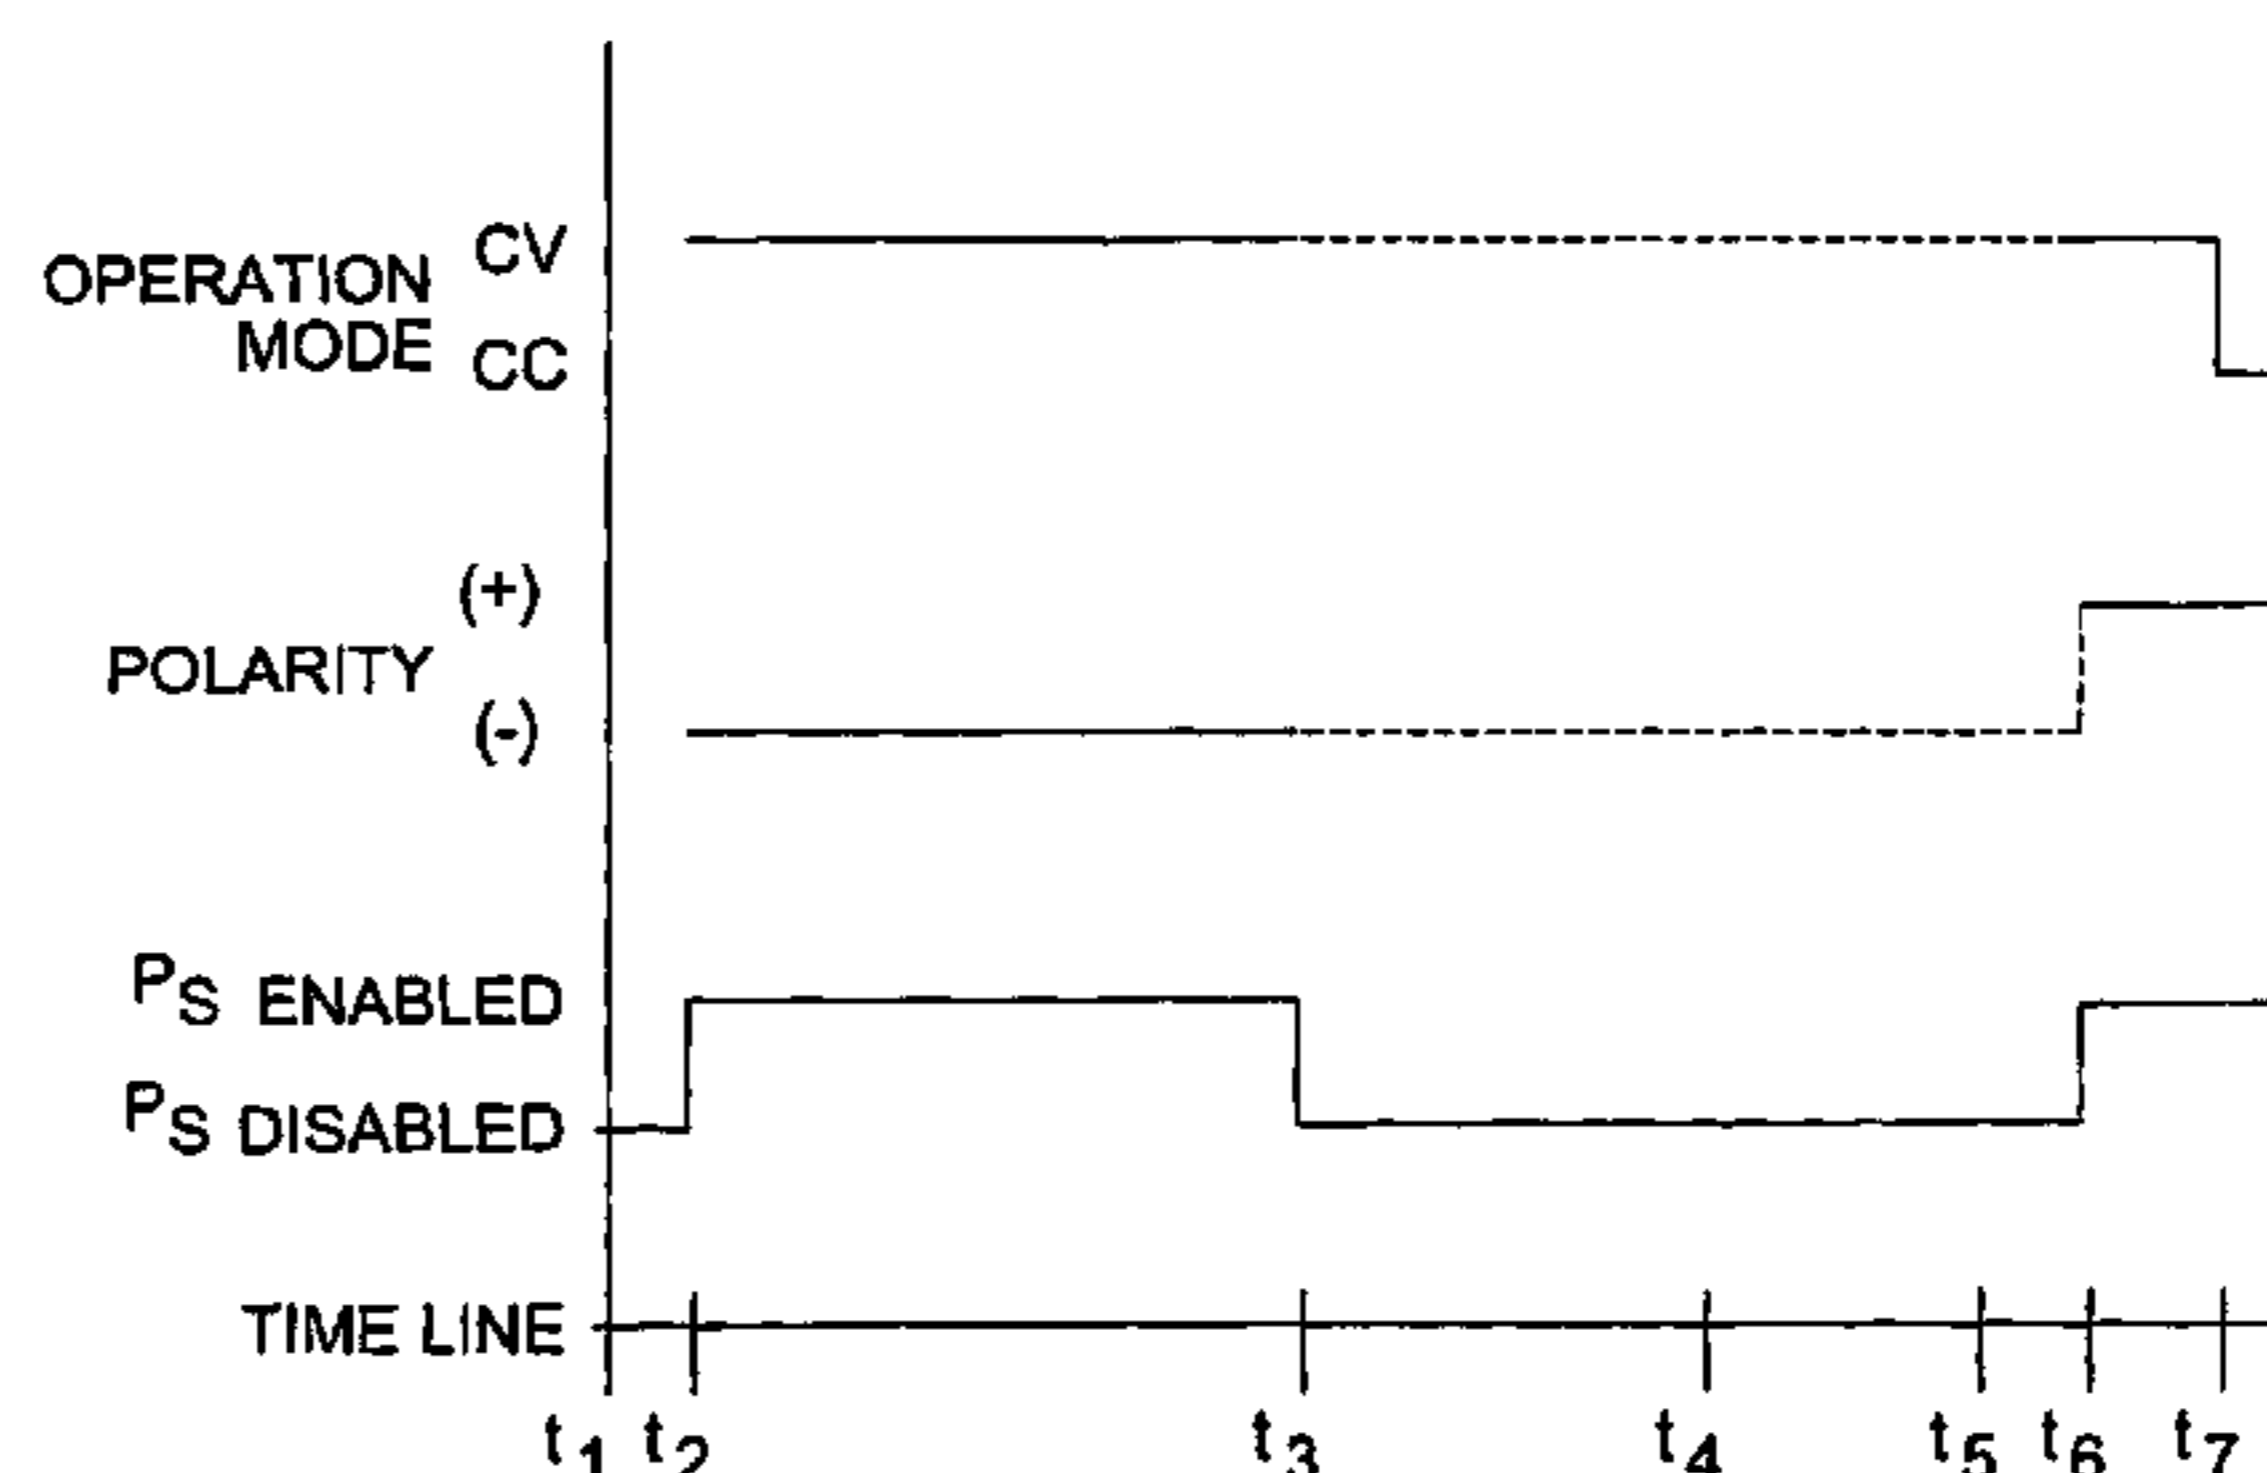 OPERATION MODE
CV
CC
POLARITY
(+)
(-)
PS ENABLED
PS DISABLED
TIME LINE
t1 t2 t3 t4 t5 t6 t7